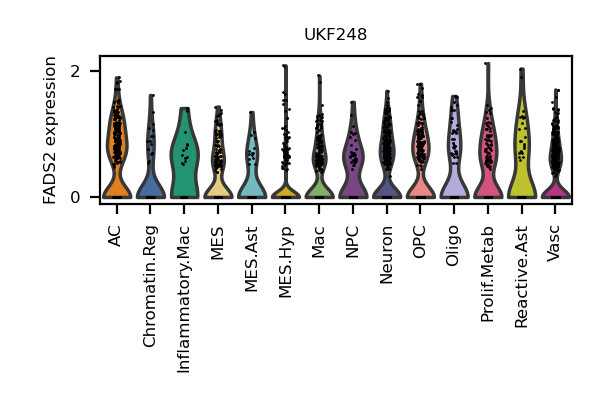 UKF248
FADS2 expression
2
0
AC
Chromatin.Reg
Inflammatory.Mac
MES
MES.Ast
MES.Hyp
Mac
NPC
Neuron
OPC
Oligo
Prolif.Metab
Reactive.Ast
Vasc